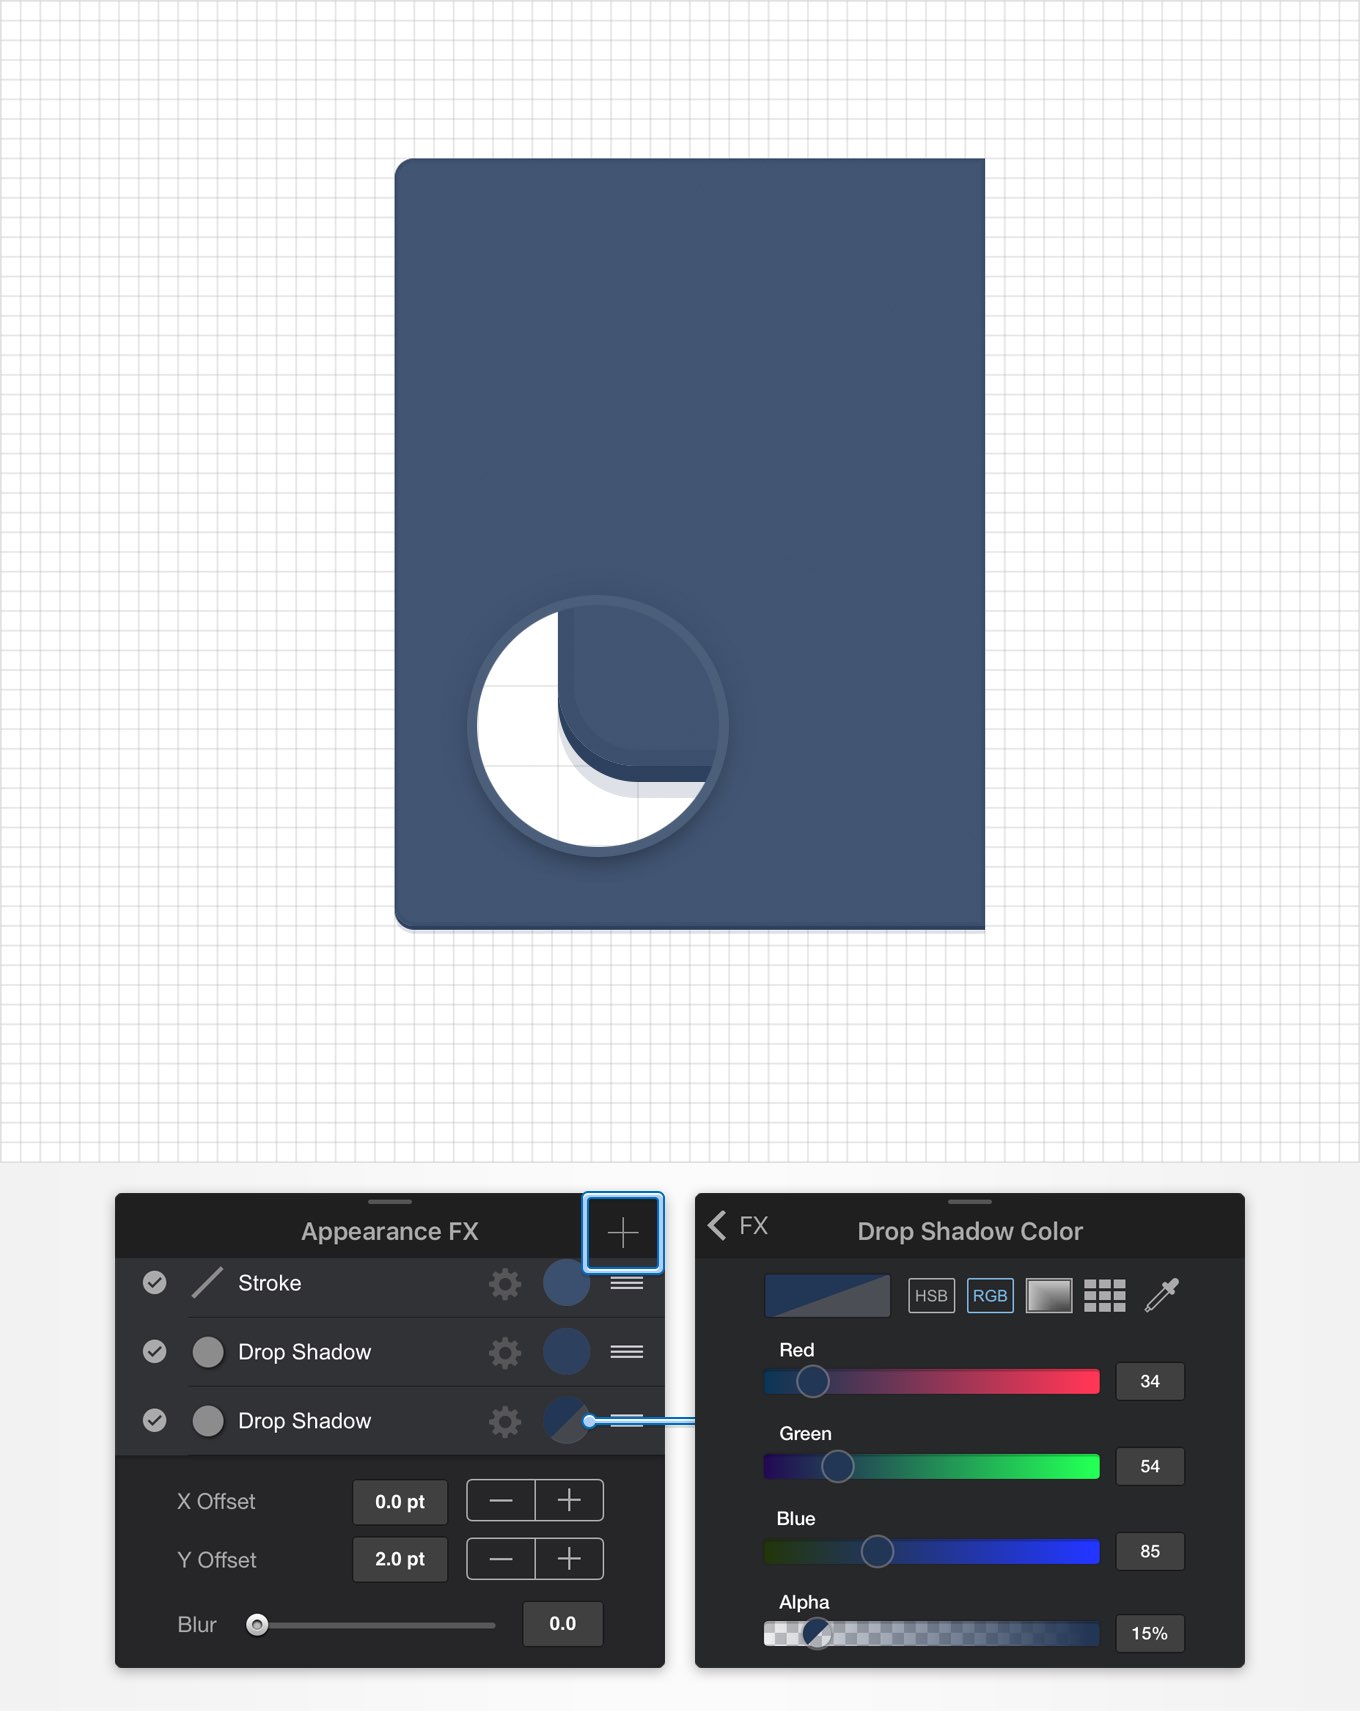 Appearance FX
Stroke
Drop Shadow
Drop Shadow
X Offset 0.0 pt
Y Offset 2.0 pt
Blur 0.0
FX Drop Shadow Color
HSB RGB
Red
34
Green
54
Blue
85
Alpha
15%